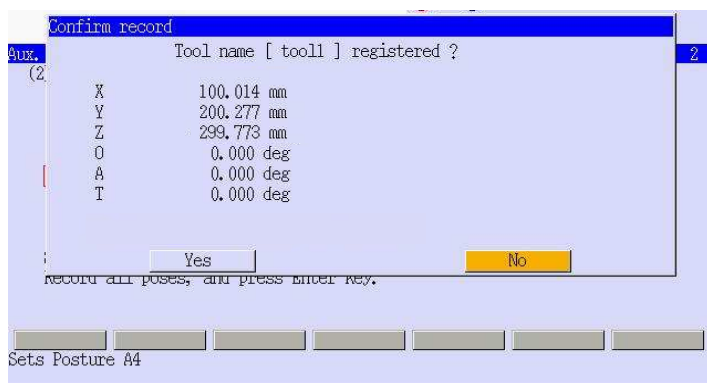 Confirm record
Aux.
2
Tool name [ tool1 ] registered ?
(2
X 100.014 mm
Y 200.277 mm
Z 299.773 mm
O 0.000 deg
A 0.000 deg
T 0.000 deg
Yes
No
Record all poses, and press Enter key.
Sets Posture A4